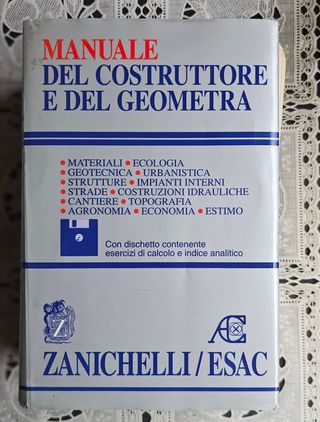 MANUALE
DEL COSTRUTTORE
E DEL GEOMETRA
• MATERIALI • ECOLOGIA
• GEOTECNICA • URBANISTICA
• STRUTTURE • IMPIANTI INTERNI
• STRADE • COSTRUZIONI IDRAULICHE
• CANTIERE • TOPOGRAFIA
• AGRONOMIA • ECONOMIA • ESTIMO
Con dischetto contenente
esercizi di calcolo e indice analitico
Z
ZANICHELLI/ESAC